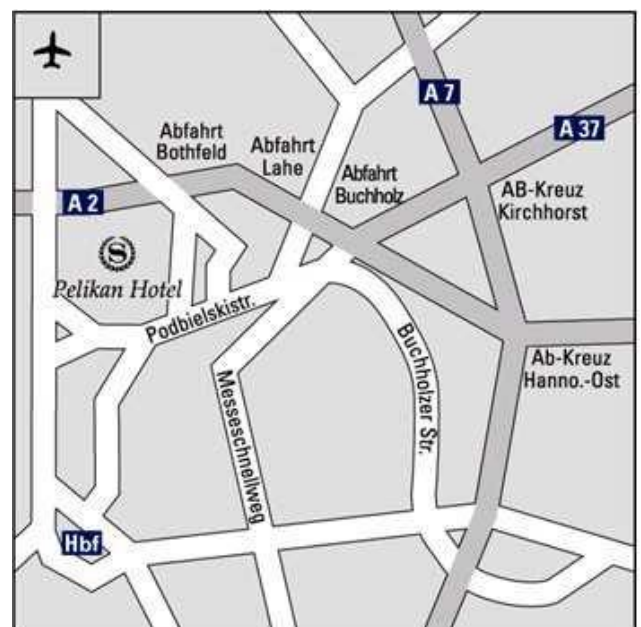 A 7
A 37
Abfahrt
Bothfeld
Abfahrt
Lahe
Abfahrt
Buchholz
AB-Kreuz
Kirchhorst
A 2
S
Pelikan Hotel
Podbielskistr.
Buchholzer Str.
Ab-Kreuz
Hanno.-Ost
Messeschnellweg
Hbf